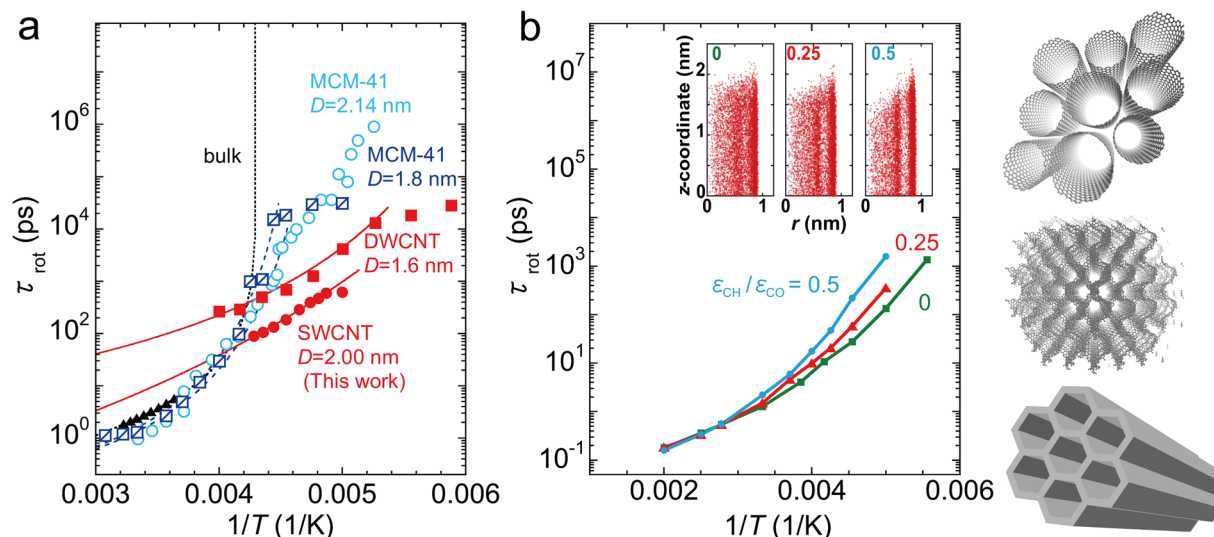 a
10⁶
10⁴
10²
10⁰
τrot (ps)
0.003
0.004
0.005
0.006
1/T (1/K)
bulk
MCM-41
D=2.14 nm
MCM-41
D=1.8 nm
DWCNT
D=1.6 nm
SWCNT
D=2.00 nm
(This work)
b
10⁷
10⁵
10³
10¹
10⁻¹
τrot (ps)
0.002
0.004
0.006
1/T (1/K)
z-coordinate (nm)
2
1
0
0
0.25
0.5
0
1
0
1
0
1
r (nm)
0.25
εCH/εCO = 0.5
0